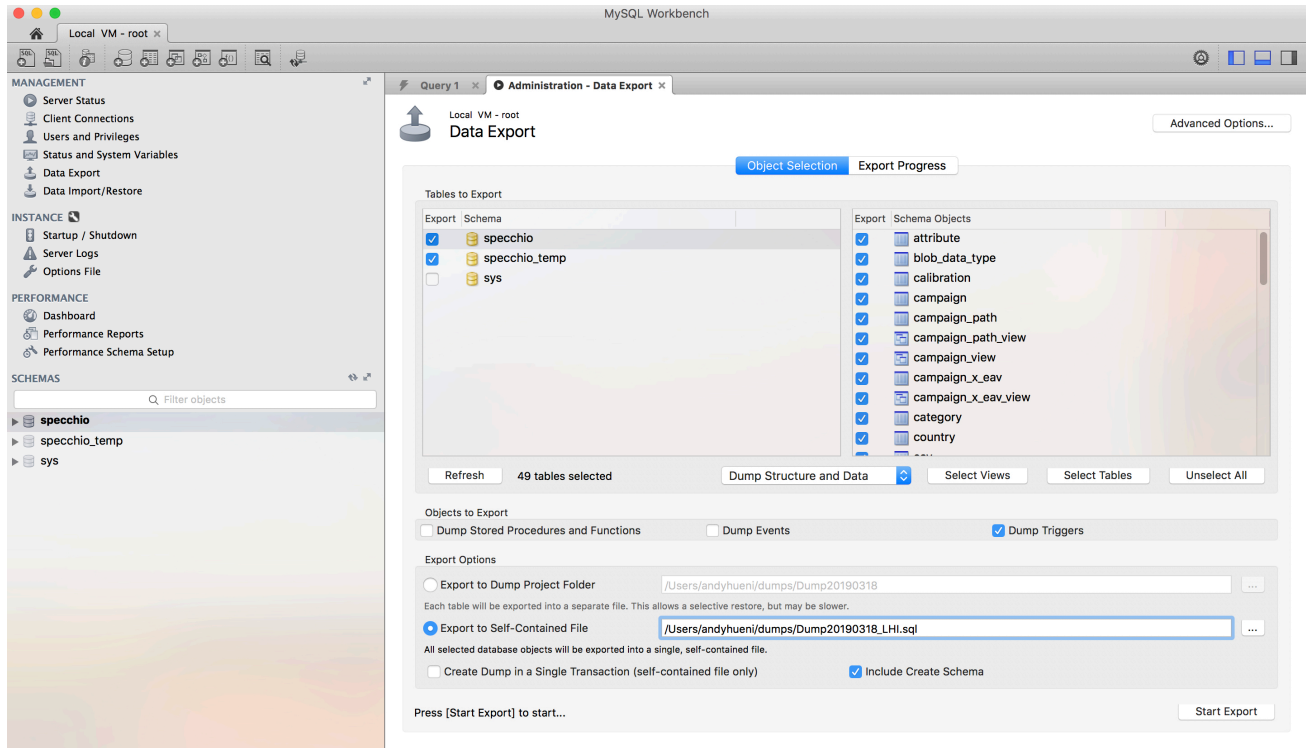 MySQL Workbench
Local VM - root
SQL SQL
MANAGEMENT
Server Status
Client Connections
Users and Privileges
Status and System Variables
Data Export
Data Import/Restore
INSTANCE
Startup / Shutdown
Server Logs
Options File
PERFORMANCE
Dashboard
Performance Reports
Performance Schema Setup
SCHEMAS
Filter objects
specchio
specchio_temp
sys
Query 1 Administration - Data Export
Local VM - root
Data Export
Advanced Options...
Object Selection Export Progress
Tables to Export
Export Schema
specchio
specchio_temp
sys
Export Schema Objects
attribute
blob_data_type
calibration
campaign
campaign_path
campaign_path_view
campaign_view
campaign_x_eav
campaign_x_eav_view
category
country
Refresh 49 tables selected Dump Structure and Data Select Views Select Tables Unselect All
Objects to Export
Dump Stored Procedures and Functions Dump Events Dump Triggers
Export Options
Export to Dump Project Folder /Users/andyhueni/dumps/Dump20190318 ...
Each table will be exported into a separate file. This allows a selective restore, but may be slower.
Export to Self-Contained File /Users/andyhueni/dumps/Dump20190318_LHI.sql ...
All selected database objects will be exported into a single, self-contained file.
Create Dump in a Single Transaction (self-contained file only) Include Create Schema
Press [Start Export] to start... Start Export